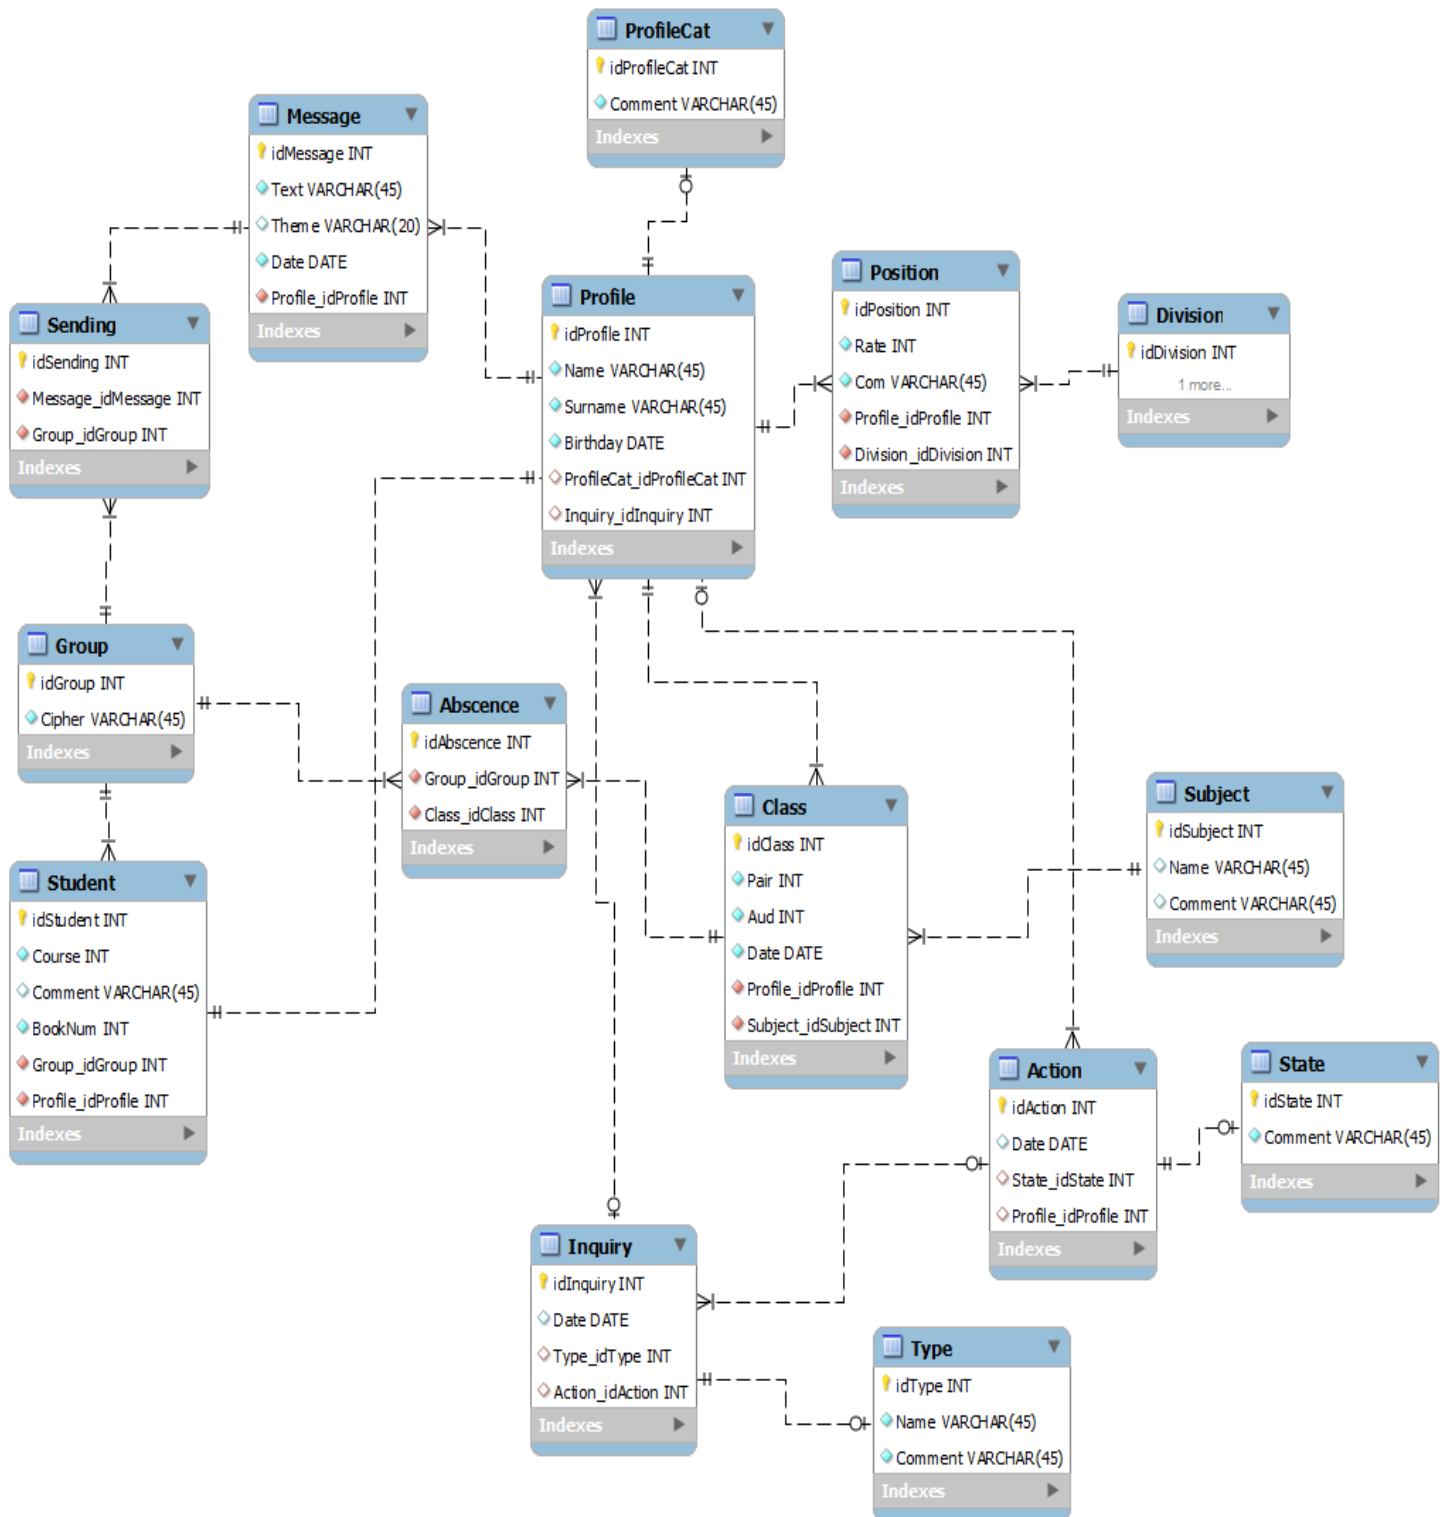 ProfileCat
idProfileCat INT
Comment VARCHAR(45)
Indexes
Message
idMessage INT
Text VARCHAR(45)
Theme VARCHAR(20)
Date DATE
Profile_idProfile INT
Indexes
Profile
idProfile INT
Name VARCHAR(45)
Surname VARCHAR(45)
Birthday DATE
ProfileCat_idProfileCat INT
Inquiry_idInquiry INT
Indexes
Position
idPosition INT
Rate INT
Com VARCHAR(45)
Profile_idProfile INT
Division_idDivision INT
Indexes
Division
idDivision INT
1 more...
Indexes
Sending
idSending INT
Message_idMessage INT
Group_idGroup INT
Indexes
Group
idGroup INT
Cipher VARCHAR(45)
Indexes
Abscence
idAbscence INT
Group_idGroup INT
Class_idClass INT
Indexes
Class
idClass INT
Pair INT
Aud INT
Date DATE
Profile_idProfile INT
Subject_idSubject INT
Indexes
Subject
idSubject INT
Name VARCHAR(45)
Comment VARCHAR(45)
Indexes
Student
idStudent INT
Course INT
Comment VARCHAR(45)
BookNum INT
Group_idGroup INT
Profile_idProfile INT
Indexes
Action
idAction INT
Date DATE
State_idState INT
Profile_idProfile INT
Indexes
State
idState INT
Comment VARCHAR(45)
Indexes
Inquiry
idInquiry INT
Date DATE
Type_idType INT
Action_idAction INT
Indexes
Type
idType INT
Name VARCHAR(45)
Comment VARCHAR(45)
Indexes